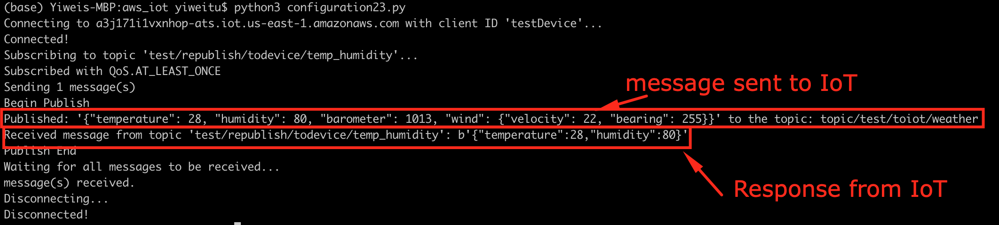 (base) Yiweis-MBP:aws_iot yiweitu$ python3 configuration23.py
Connecting to a3j171i1vxnhop-ats.iot.us-east-1.amazonaws.com with client ID 'testDevice'...
Connected!
Subscribing to topic 'test/republish/todevice/temp_humidity'...
Subscribed with QoS.AT_LEAST_ONCE
message sent to IoT
Sending 1 message(s)
Begin Publish
Published: '{"temperature": 28, "humidity": 80, "barometer": 1013, "wind": {"velocity": 22, "bearing": 255}}' to the topic: topic/test/toiot/weather
Received message from topic 'test/republish/todevice/temp_humidity': b'{"temperature":28,"humidity":80}'
Publish End
Waiting for all messages to be received...
message(s) received.
Response from IoT
Disconnecting...
Disconnected!